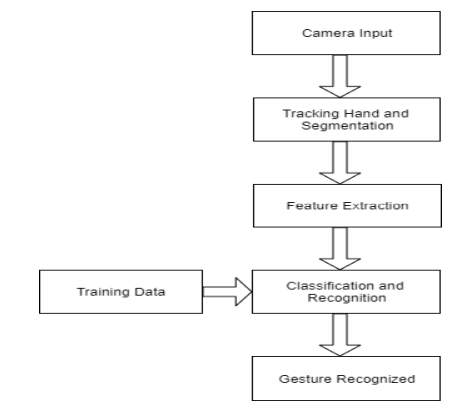 Camera Input
Tracking Hand and
Segmentation
Feature Extraction
Training Data
Classification and
Recognition
Gesture Recognized